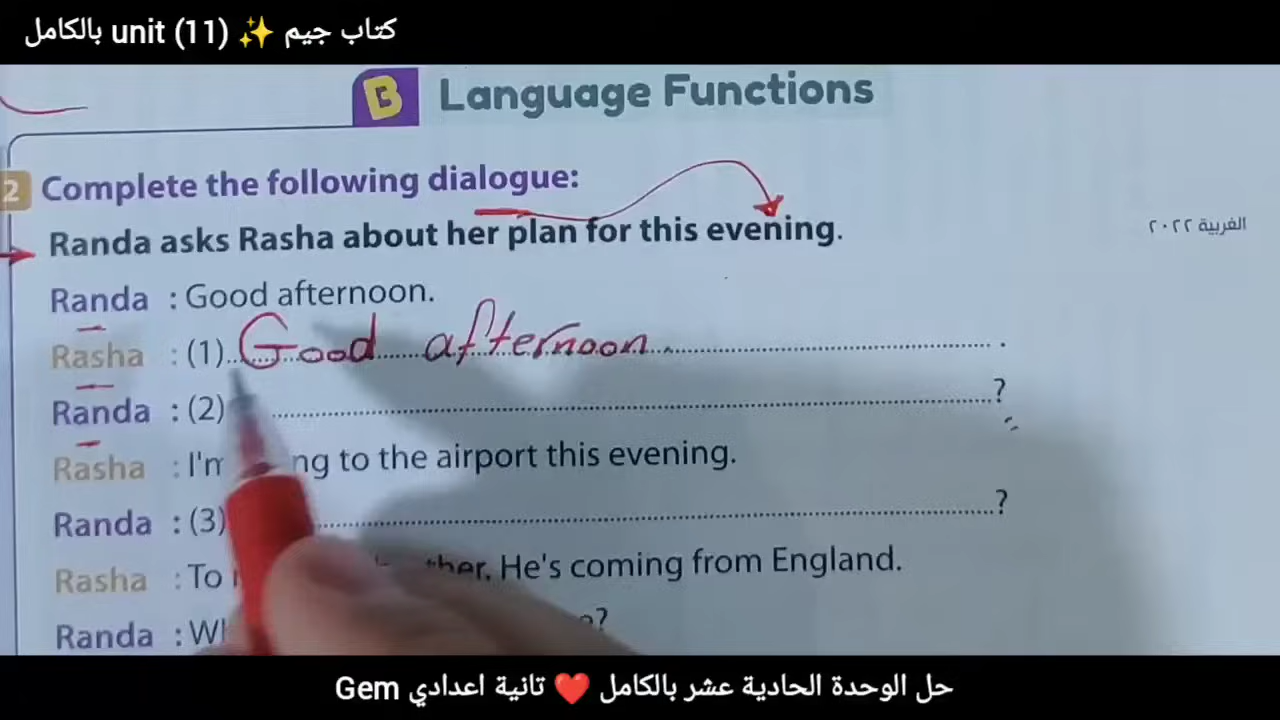 كتاب جيم ✨ unit (11) بالكامل
B Language Functions
2 Complete the following dialogue:
Randa asks Rasha about her plan for this evening.
الغربية ٢٠٢٢
Randa : Good afternoon.
Rasha : (1) Good afternoon. .
Randa : (2) ?
Rasha : I'm to the airport this evening.
Randa : (3) ?
Rasha : To He's coming from England.
Randa : ?
حل الوحدة الحادية عشر بالكامل ❤️ تانية اعدادي Gem